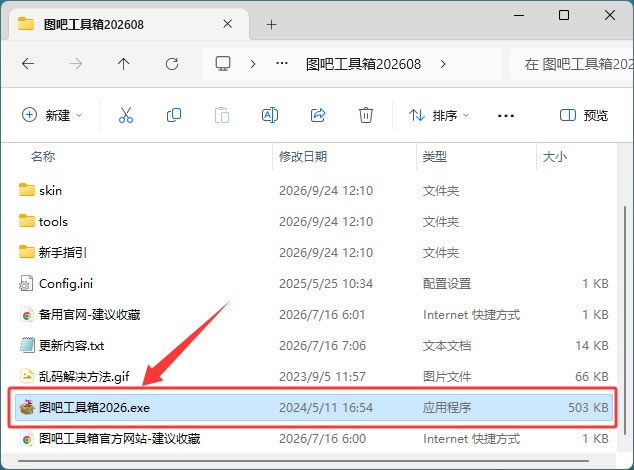 图吧工具箱202608
图吧工具箱202608 在 图吧工具箱202
新建 排序 预览
名称 修改日期 类型 大小
skin 2026/9/24 12:10 文件夹
tools 2026/9/24 12:10 文件夹
新手指引 2026/9/24 12:10 文件夹
Config.ini 2025/5/25 10:34 配置设置 1 KB
备用官网-建议收藏 2026/7/16 6:01 Internet 快捷方式 1 KB
更新内容.txt 2026/7/16 7:06 文本文档 14 KB
乱码解决方法.gif 2023/9/5 11:57 图片文件 66 KB
图吧工具箱2026.exe 2024/5/11 16:54 应用程序 503 KB
图吧工具箱官方网站-建议收藏 2026/7/16 6:00 Internet 快捷方式 1 KB